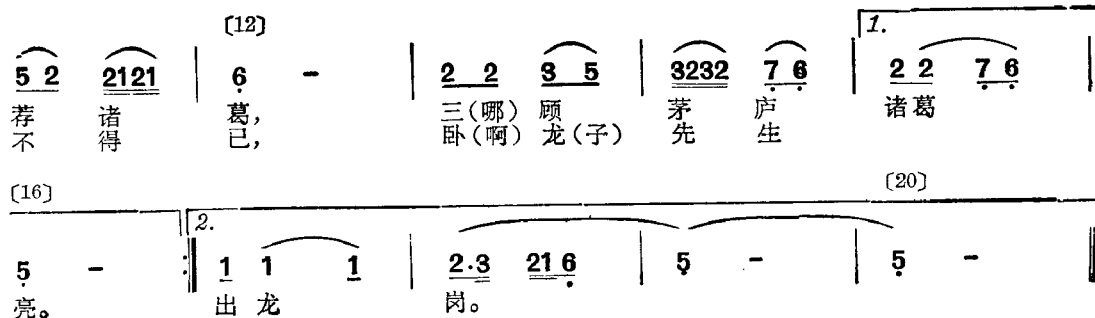 〔12〕 1.
5 2 2121 | 6 - | 2 2 3 5 | 3232 7 6 | 2 2 7 6 |
荐 诸 葛， 三（哪）顾 茅 庐 诸葛
不 得 已， 卧（啊）龙（子）先 生
〔16〕 〔20〕
2.
5 - :‖ 1 1 1 | 2·3 21 6 | 5 - | 5 - ‖
亮。 出 龙 岗。